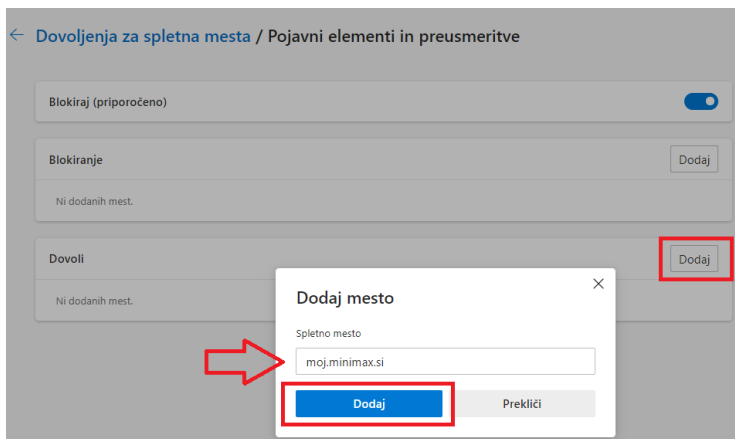 Dovoljenja za spletna mesta / Pojavni elementi in preusmeritve
Blokiraj (priporočeno)
Blokiranje
Dodaj
Ni dodanih mest.
Dovoli
Dodaj
Ni dodanih mest.
Dodaj mesto
Spletno mesto
moj.minimax.si
Dodaj
Prekliči